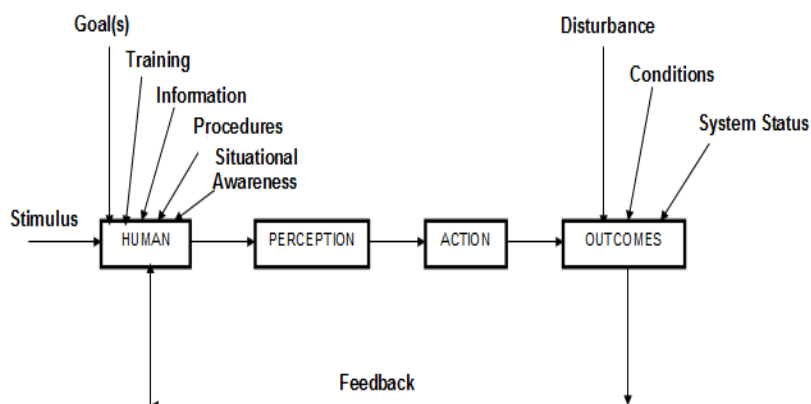 Goal(s)
Disturbance
Training
Conditions
Information
Procedures
System Status
Situational
Awareness
Stimulus
HUMAN
PERCEPTION
ACTION
OUTCOMES
Feedback